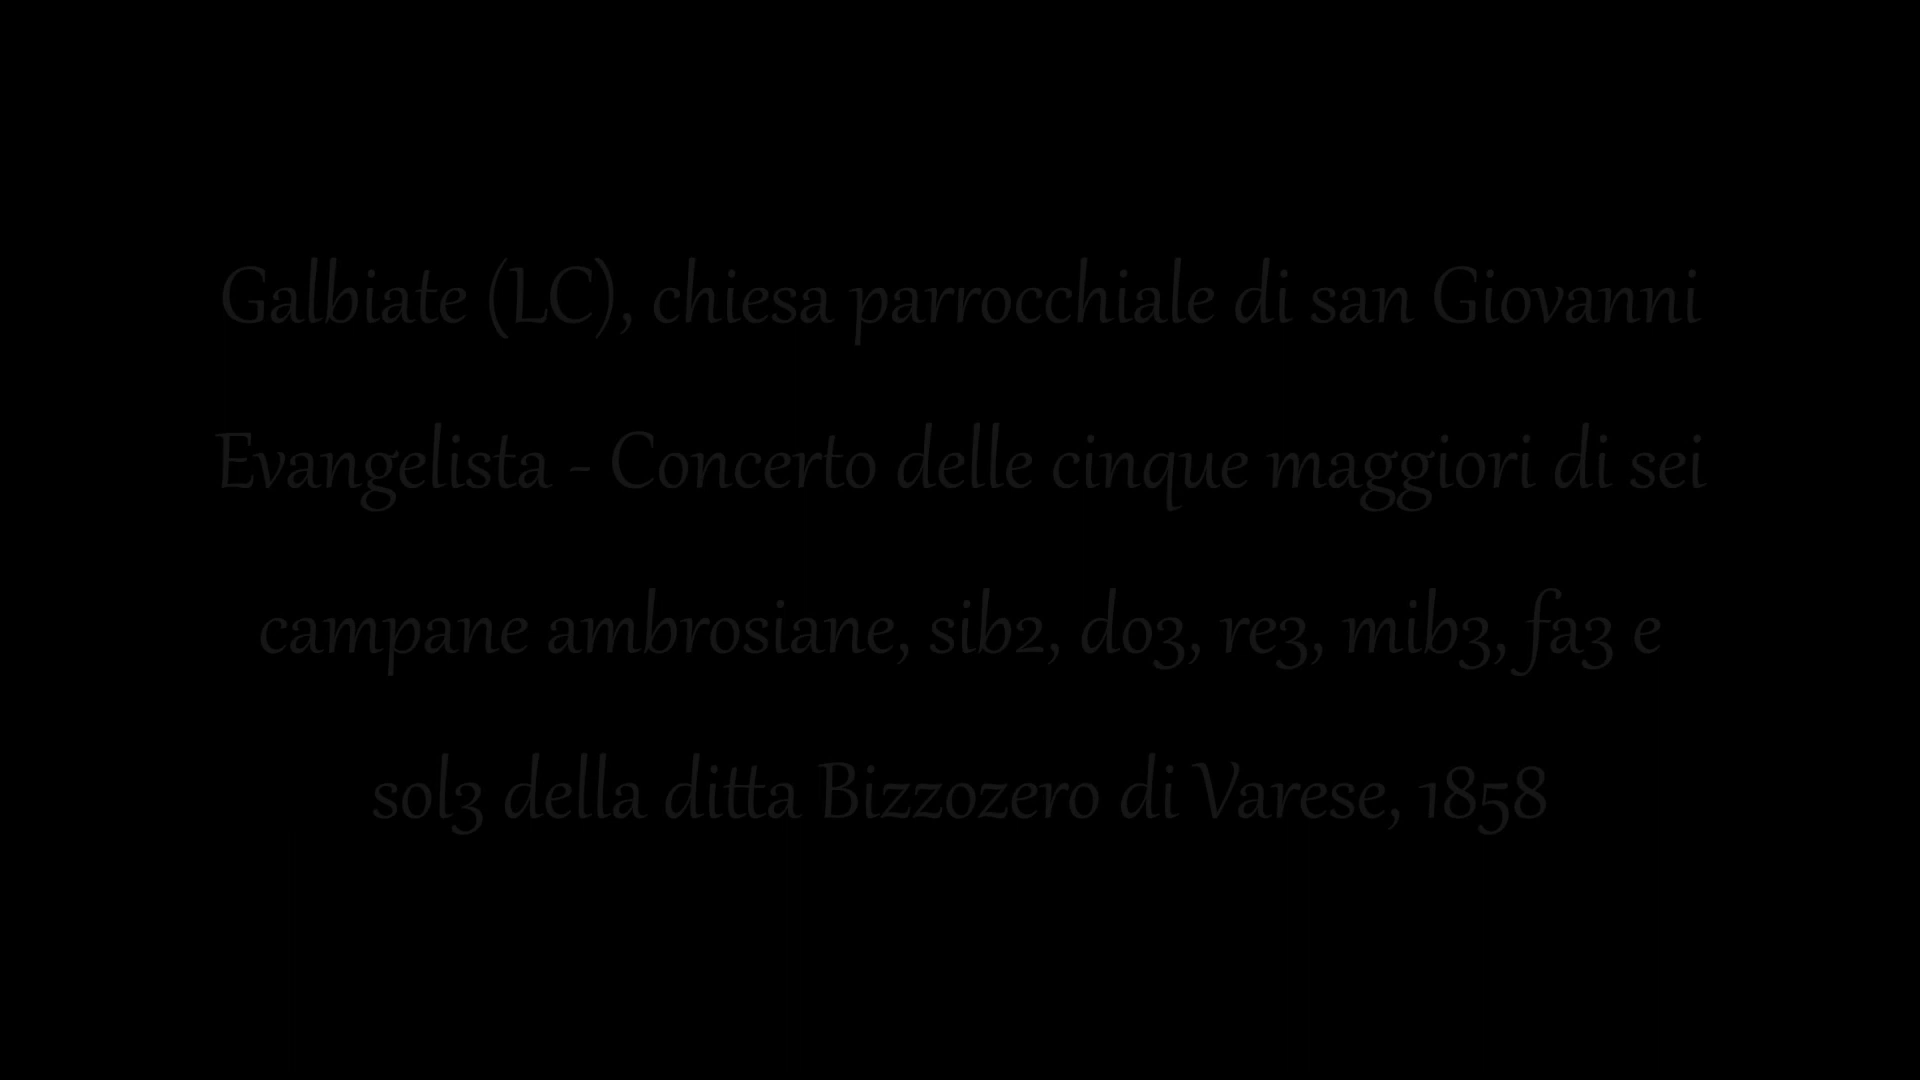 Galbiate (LC), chiesa parrocchiale di san Giovanni
Evangelista - Concerto delle cinque maggiori di sei
campane ambrosiane, sib2, do3, re3, mib3, fa3 e
sol3 della ditta Bizzozero di Varese, 1858